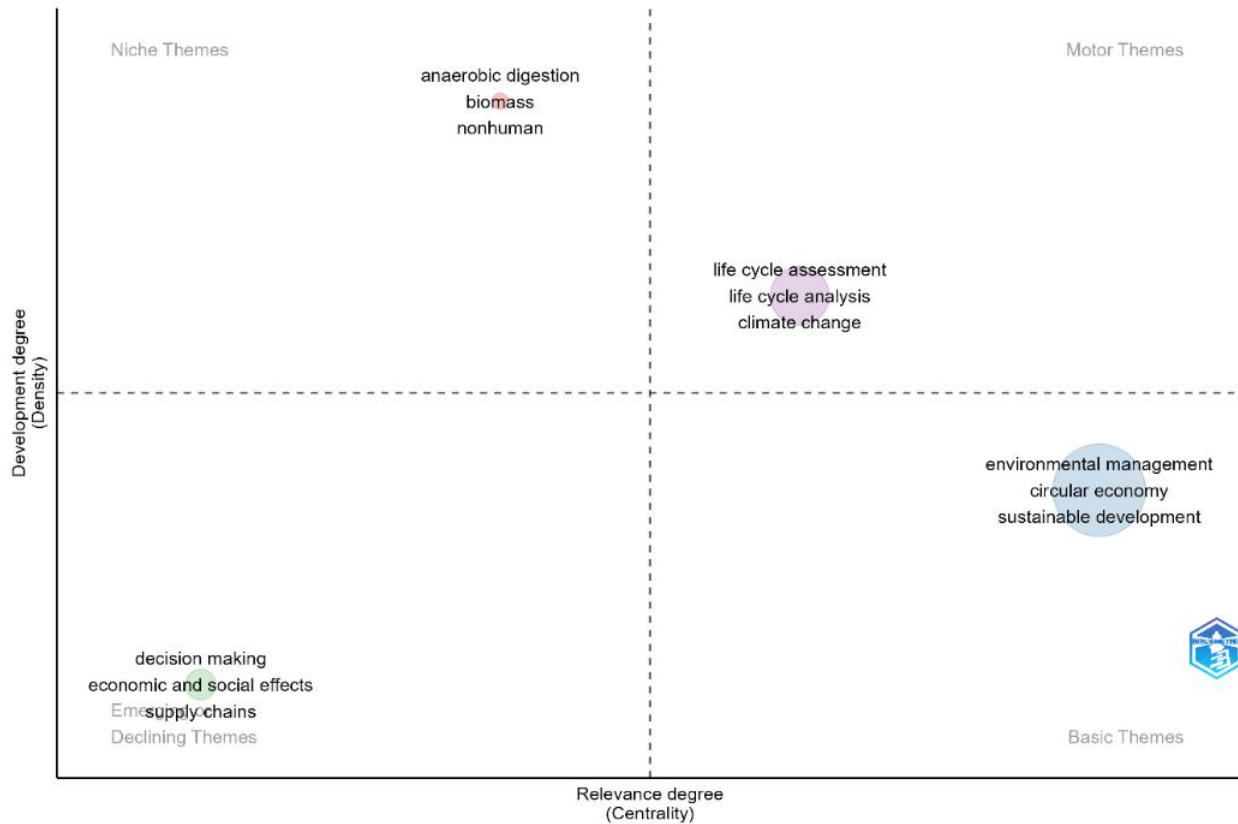 Niche Themes
Motor Themes
anaerobic digestion
biomass
nonhuman
life cycle assessment
life cycle analysis
climate change
Development degree
(Density)
environmental management
circular economy
sustainable development
decision making
economic and social effects
supply chains
Emerging or
Declining Themes
Basic Themes
Relevance degree
(Centrality)